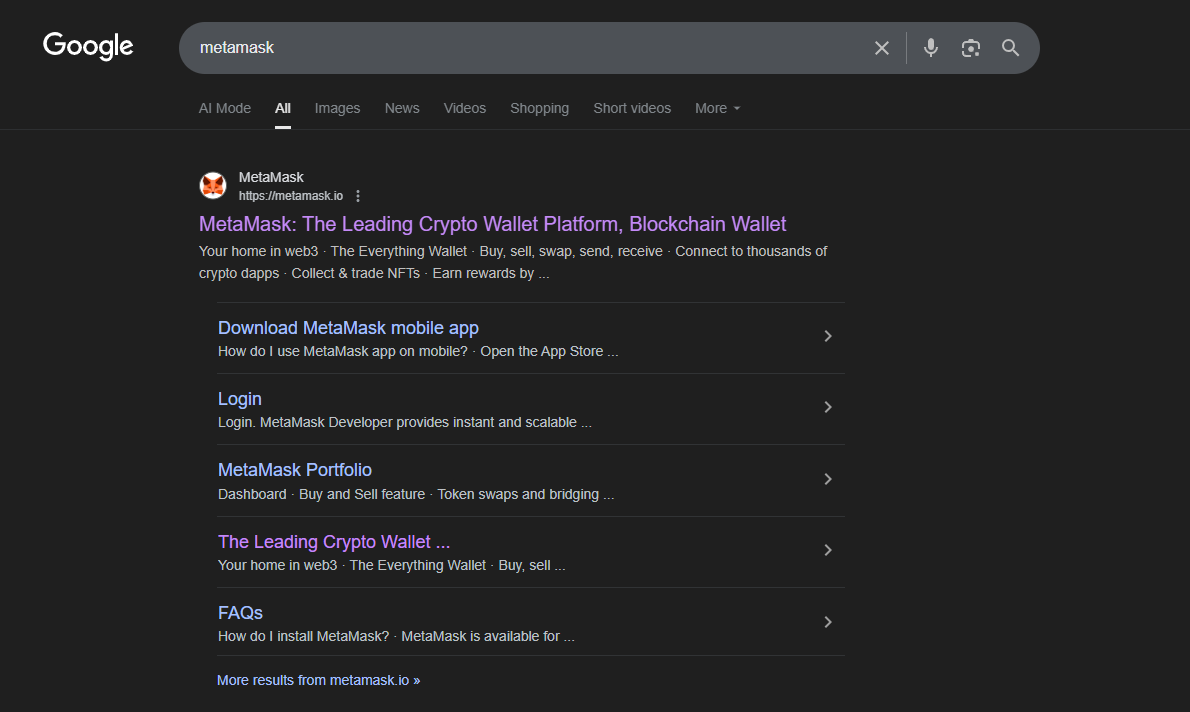 Google
metamask
AI Mode All Images News Videos Shopping Short videos More
MetaMask
https://metamask.io
MetaMask: The Leading Crypto Wallet Platform, Blockchain Wallet
Your home in web3 · The Everything Wallet · Buy, sell, swap, send, receive · Connect to thousands of
crypto dapps · Collect & trade NFTs · Earn rewards by ...
Download MetaMask mobile app
How do I use MetaMask app on mobile? · Open the App Store ...
Login
Login. MetaMask Developer provides instant and scalable ...
MetaMask Portfolio
Dashboard · Buy and Sell feature · Token swaps and bridging ...
The Leading Crypto Wallet ...
Your home in web3 · The Everything Wallet · Buy, sell ...
FAQs
How do I install MetaMask? · MetaMask is available for ...
More results from metamask.io »